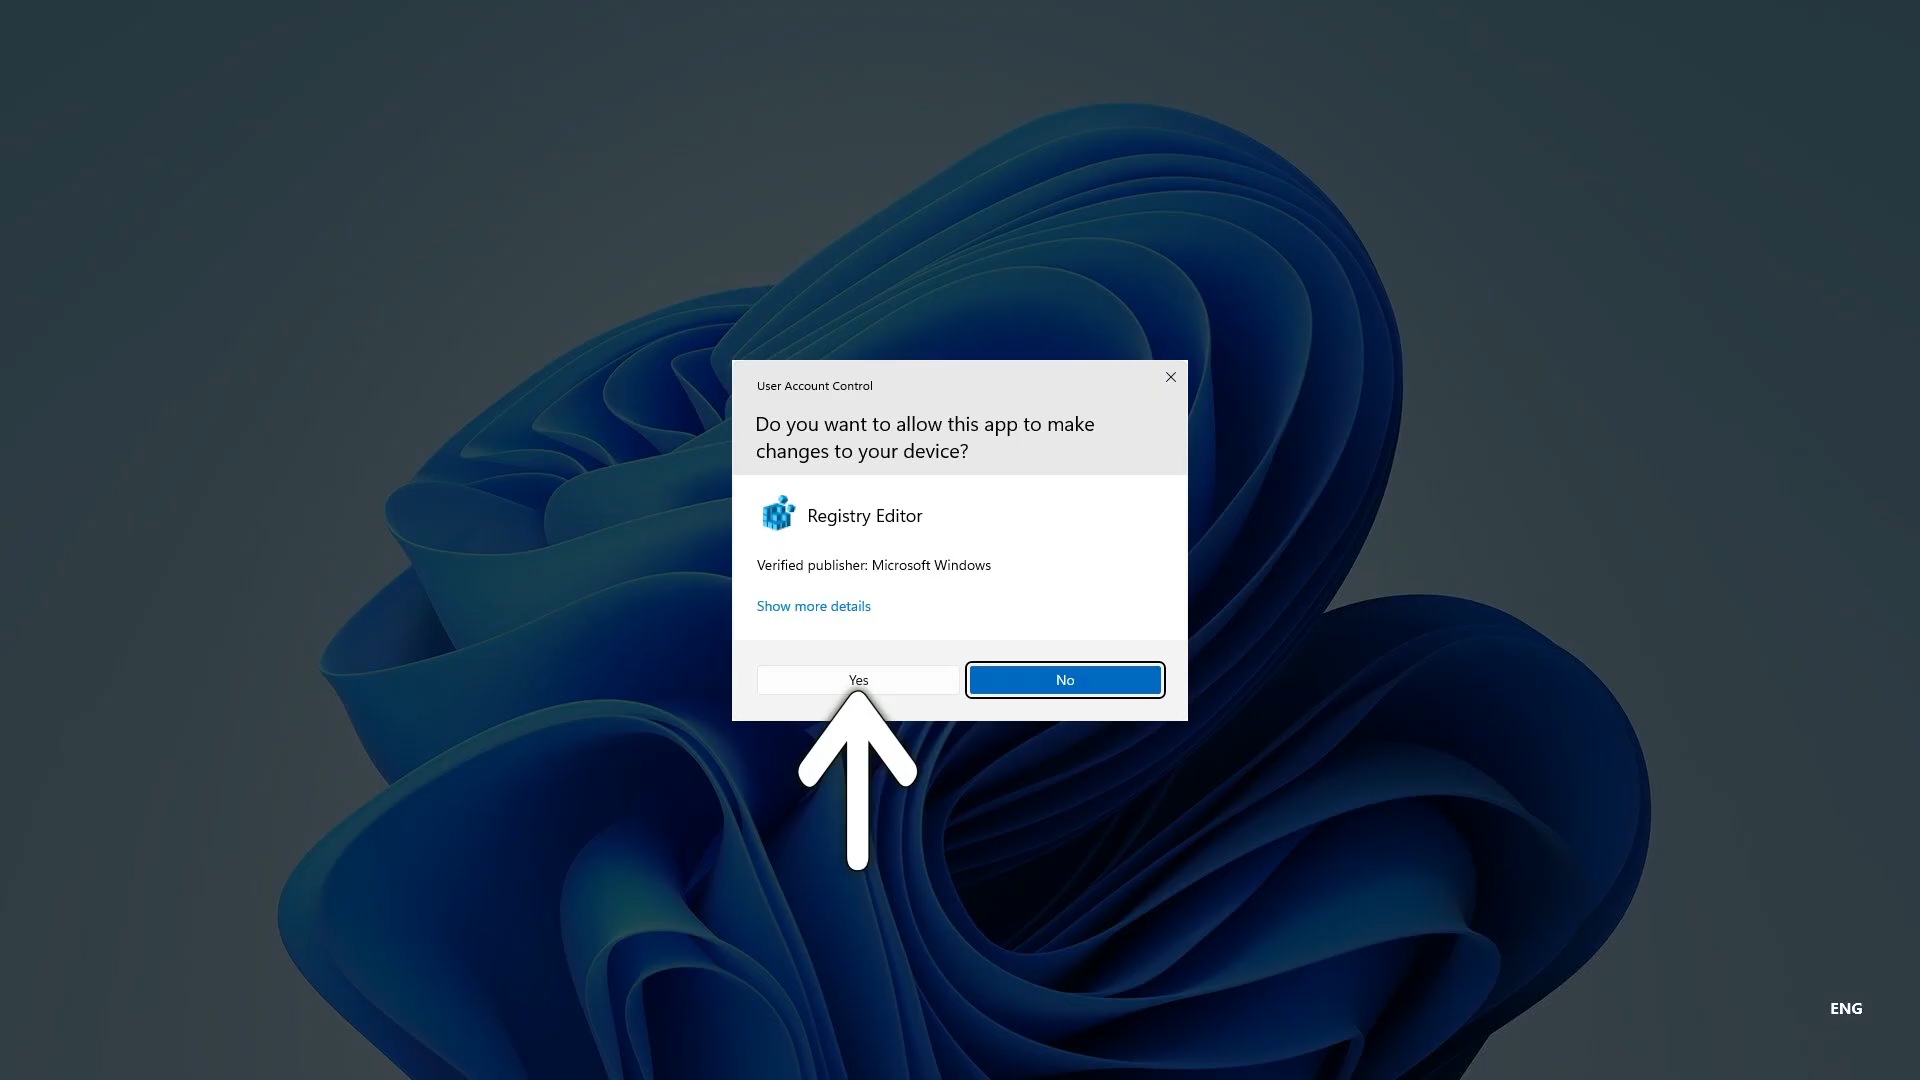 User Account Control
Do you want to allow this app to make
changes to your device?
Registry Editor
Verified publisher: Microsoft Windows
Show more details
Yes
No
ENG